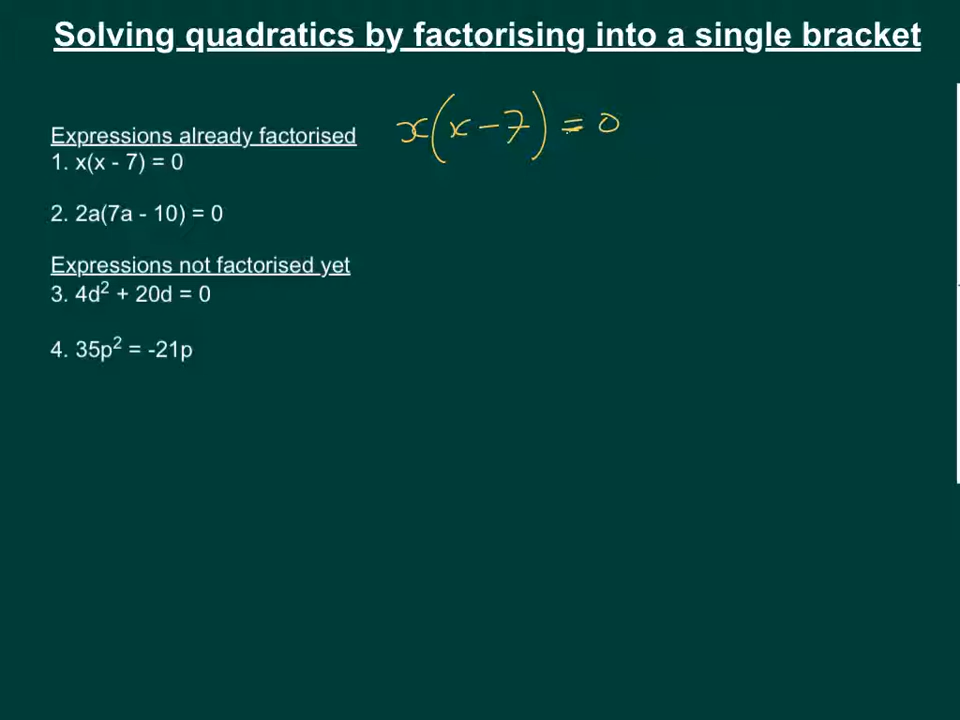 Solving quadratics by factorising into a single bracket
Expressions already factorised
x(x - 7) = 0
1. x(x - 7) = 0
2. 2a(7a - 10) = 0
Expressions not factorised yet
3. 4d² + 20d = 0
4. 35p² = -21p